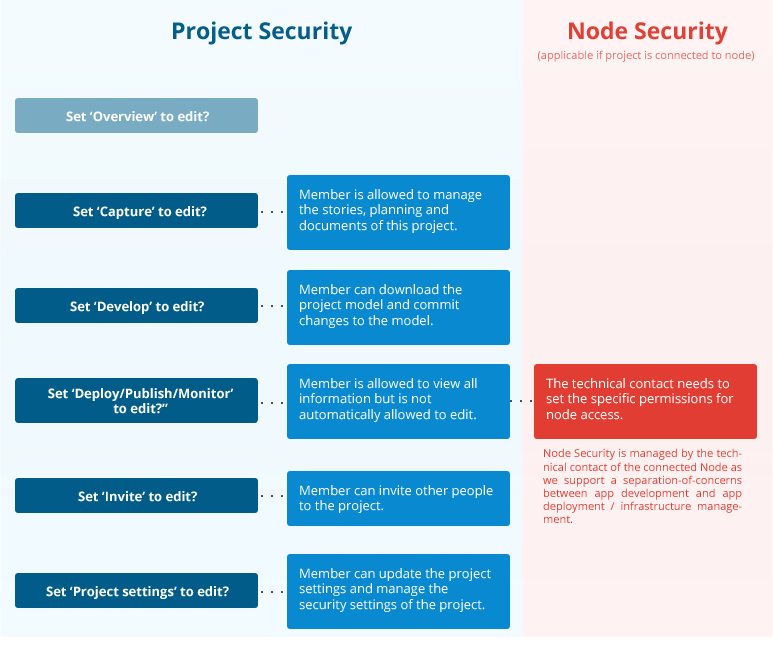 Project Security
Node Security
(applicable if project is connected to node)
Set ‘Overview’ to edit?
Set ‘Capture’ to edit?
Member is allowed to manage
the stories, planning and
documents of this project.
Set ‘Develop’ to edit?
Member can download the
project model and commit
changes to the model.
Set ‘Deploy/Publish/Monitor’
to edit?”
Member is allowed to view all
information but is not
automatically allowed to edit.
The technical contact needs to
set the specific permissions for
node access.
Node Security is managed by the tech-
nical contact of the connected Node as
we support a separation-of-concerns
between app development and app
deployment / infrastructure manage-
ment.
Set ‘Invite’ to edit?
Member can invite other people
to the project.
Set ‘Project settings’ to edit?
Member can update the project
settings and manage the
security settings of the project.